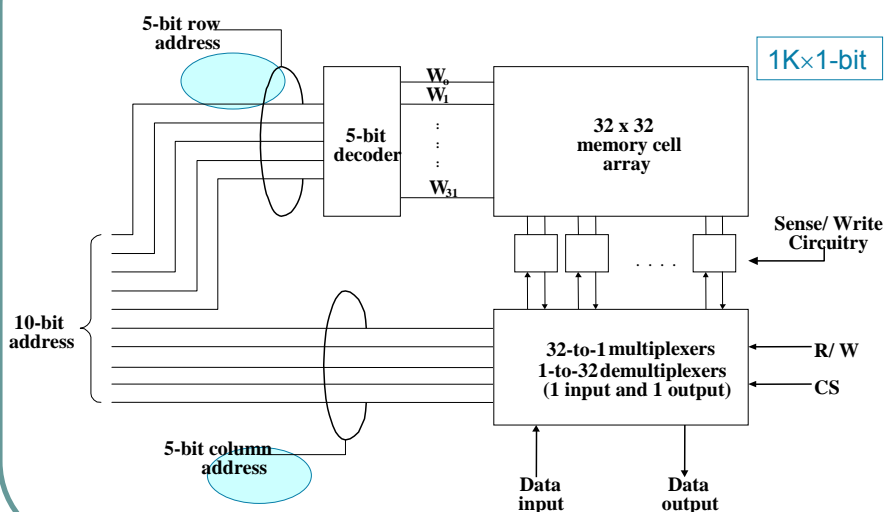 5-bit row
address
1K×1-bit
W0
W1
5-bit
decoder
32 x 32
memory cell
array
W31
Sense/ Write
Circuitry
. . . .
10-bit
address
32-to-1 multiplexers
1-to-32 demultiplexers
(1 input and 1 output)
R/ W
CS
5-bit column
address
Data
input
Data
output